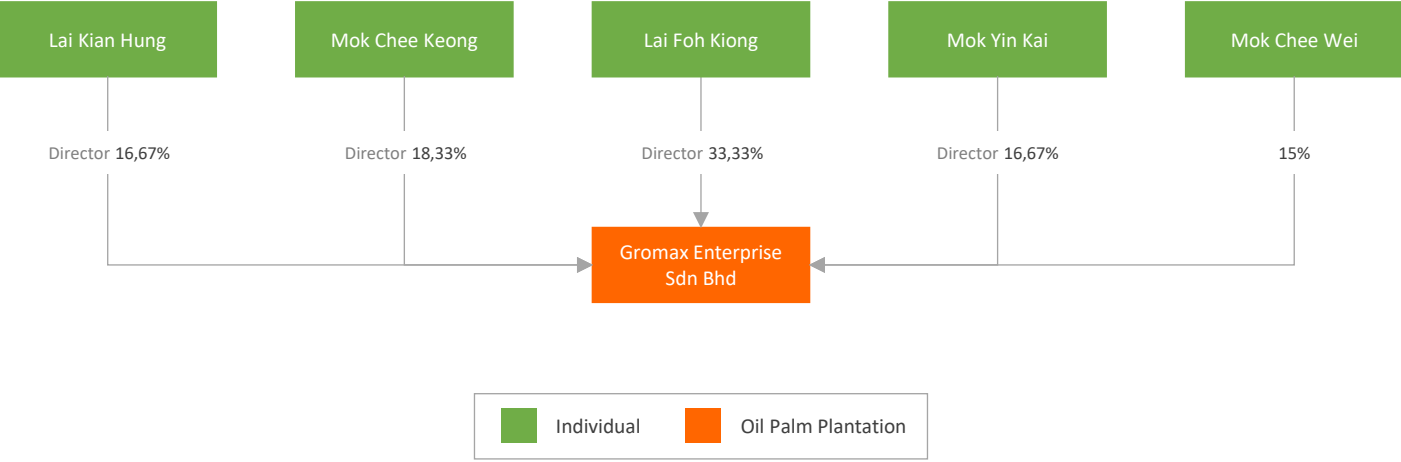 Lai Kian Hung
Mok Chee Keong
Lai Foh Kiong
Mok Yin Kai
Mok Chee Wei
Director 16,67%
Director 18,33%
Director 33,33%
Director 16,67%
15%
Gromax Enterprise
Sdn Bhd
Individual
Oil Palm Plantation